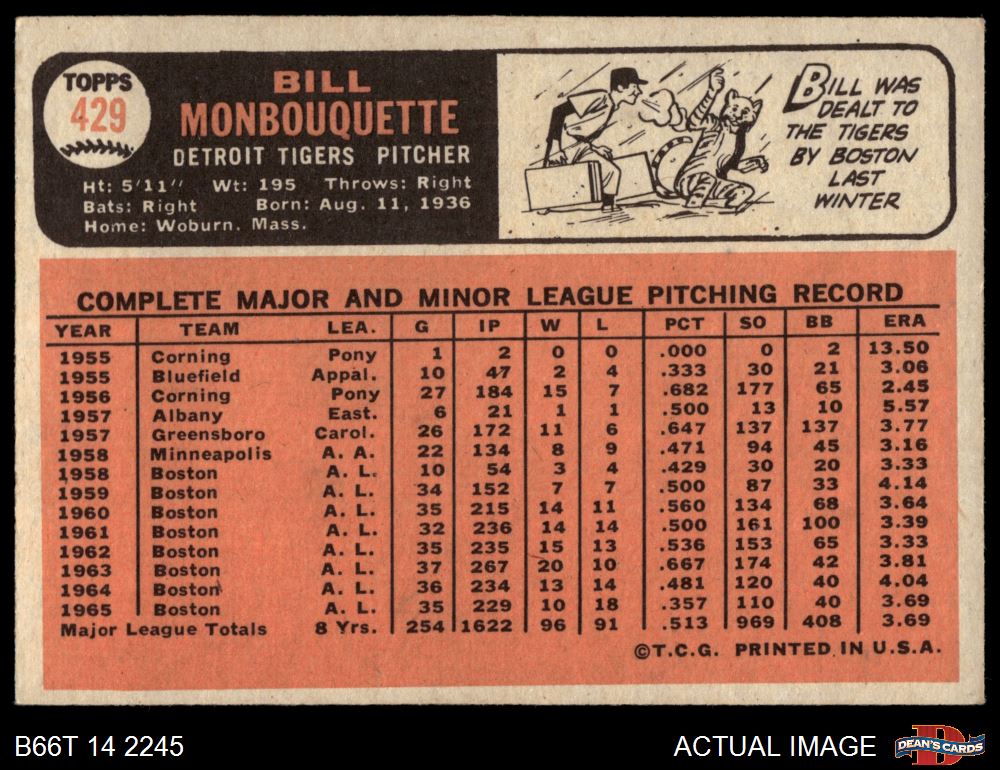 TOPPS
429
BILL
MONBOUQUETTE
DETROIT TIGERS PITCHER
Ht: 5'11" Wt: 195 Throws: Right
Bats: Right Born: Aug. 11, 1936
Home: Woburn, Mass.
BILL WAS
DEALT TO
THE TIGERS
BY BOSTON
LAST
WINTER
COMPLETE MAJOR AND MINOR LEAGUE PITCHING RECORD
YEAR TEAM LEA. G IP W L PCT SO BB ERA
1955 Corning Pony 1 2 0 0 .000 0 2 13.50
1955 Bluefield Appal. 10 47 2 4 .333 30 21 3.06
1956 Corning Pony 27 184 15 7 .682 177 65 2.45
1957 Albany East. 6 21 1 1 .500 13 10 5.57
1957 Greensboro Carol. 26 172 11 6 .647 137 137 3.77
1958 Minneapolis A. A. 22 134 8 9 .471 94 45 3.16
1958 Boston A. L. 10 54 3 4 .429 30 20 3.33
1959 Boston A. L. 34 152 7 7 .500 87 33 4.14
1960 Boston A. L. 35 215 14 11 .560 134 68 3.64
1961 Boston A. L. 32 236 14 14 .500 161 100 3.39
1962 Boston A. L. 35 235 15 13 .536 153 65 3.33
1963 Boston A. L. 37 267 20 10 .667 174 42 3.81
1964 Boston A. L. 36 234 13 14 .481 120 40 4.04
1965 Boston A. L. 35 229 10 18 .357 110 40 3.69
Major League Totals 8 Yrs. 254 1622 96 91 .513 969 408 3.69
©T.C.G. PRINTED IN U.S.A.
B66T 14 2245
ACTUAL IMAGE
DEAN'S CARDS